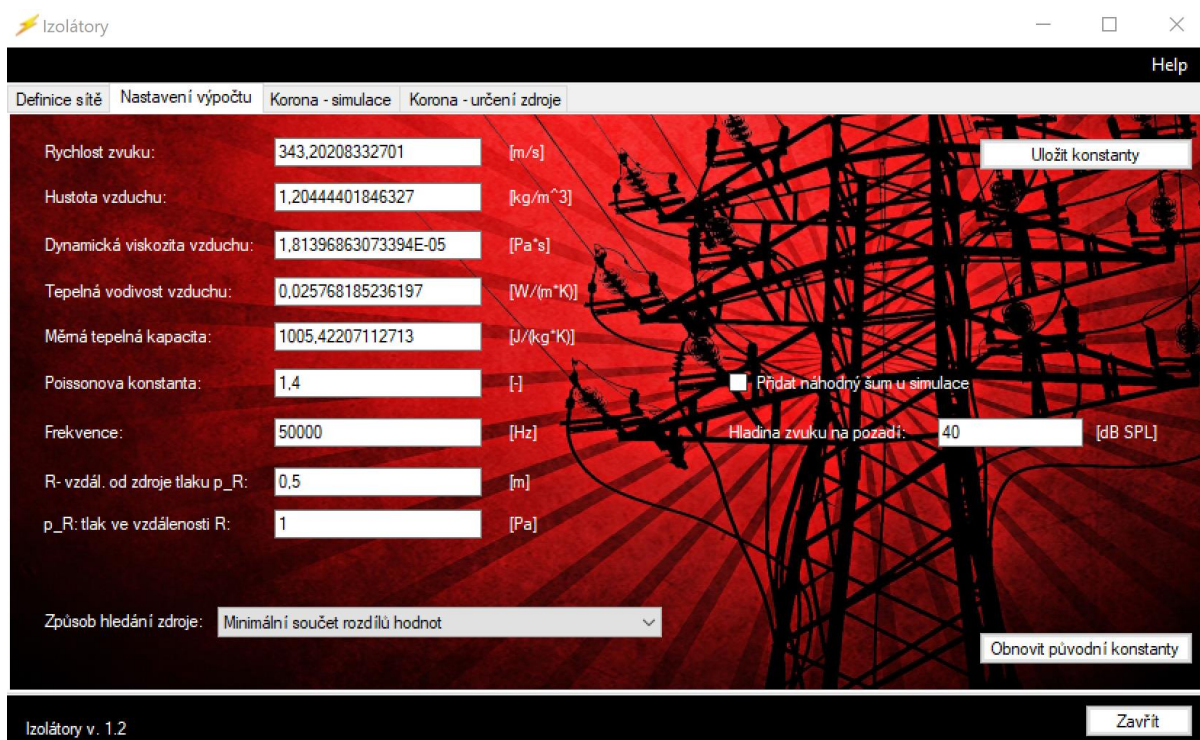 Izolátory
Help
Definice sítě Nastavení výpočtu Korona - simulace Korona - určení zdroje
Rychlost zvuku: 343,20208332701 [m/s] Uložit konstanty
Hustota vzduchu: 1,20444401846327 [kg/m^3]
Dynamická viskozita vzduchu: 1,81396863073394E-05 [Pa*s]
Tepelná vodivost vzduchu: 0,025768185236197 [W/(m*K)]
Měrná tepelná kapacita: 1005,42207112713 [J/(kg*K)]
Poissonova konstanta: 1,4 [-] Přidat náhodný šum u simulace
Frekvence: 50000 [Hz] Hladina zvuku na pozadí: 40 [dB SPL]
R- vzdál. od zdroje tlaku p_R: 0,5 [m]
p_R: tlak ve vzdálenosti R: 1 [Pa]
Způsob hledání zdroje: Minimální součet rozdílů hodnot
Obnovit původní konstanty
Izolátory v. 1.2 Zavřít